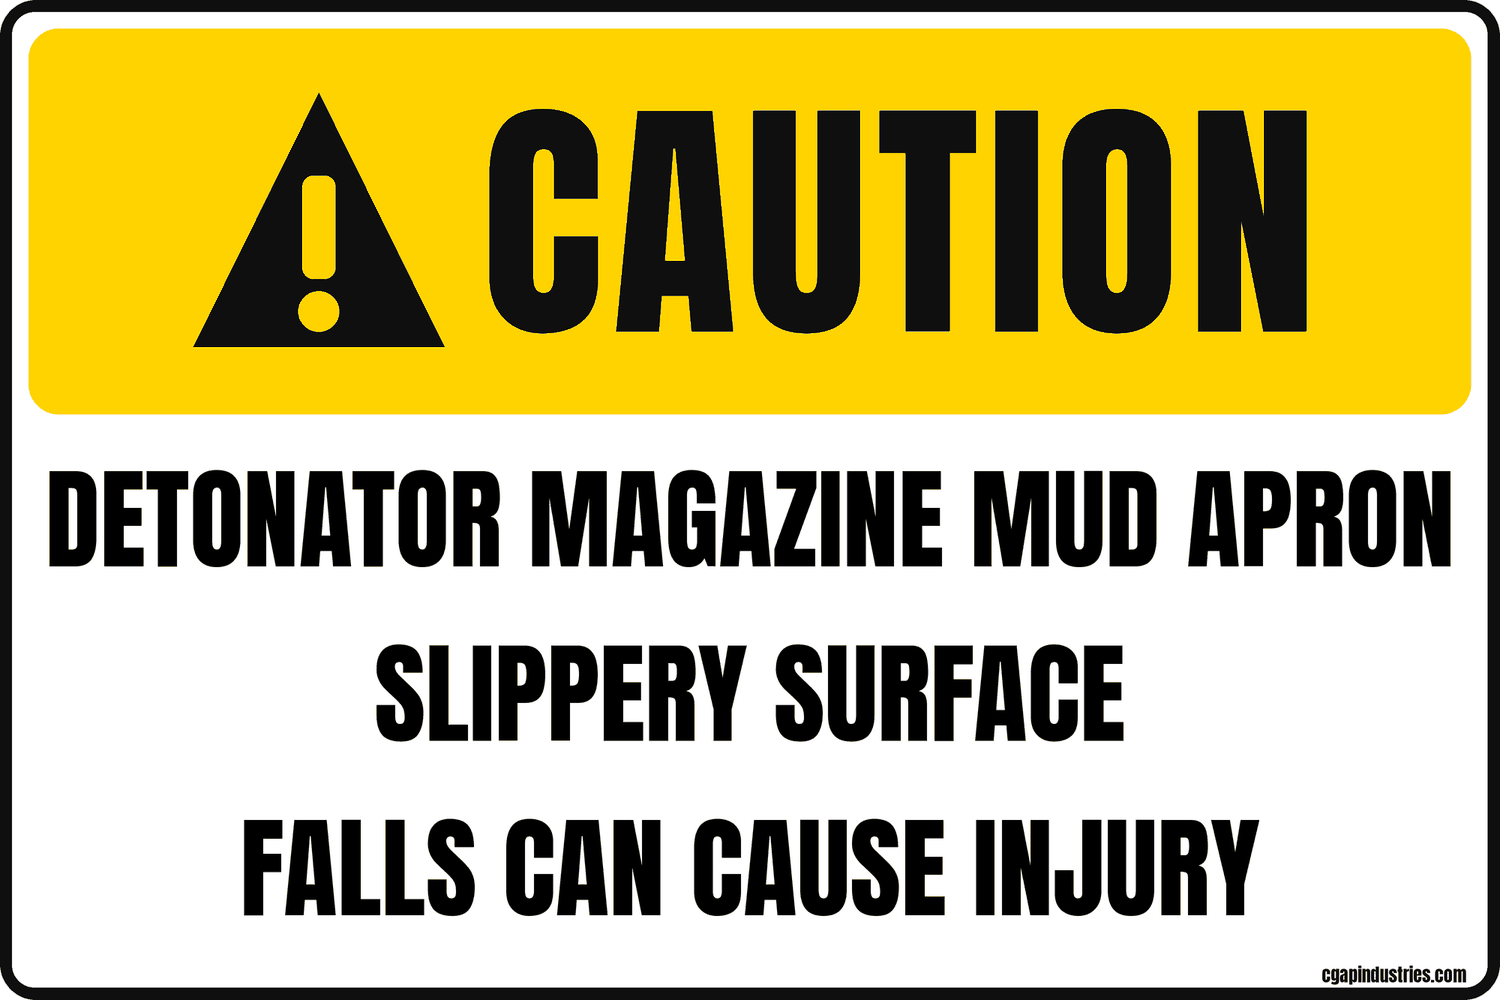 CAUTION
DETONATOR MAGAZINE MUD APRON
SLIPPERY SURFACE
FALLS CAN CAUSE INJURY
cgapindustries.com